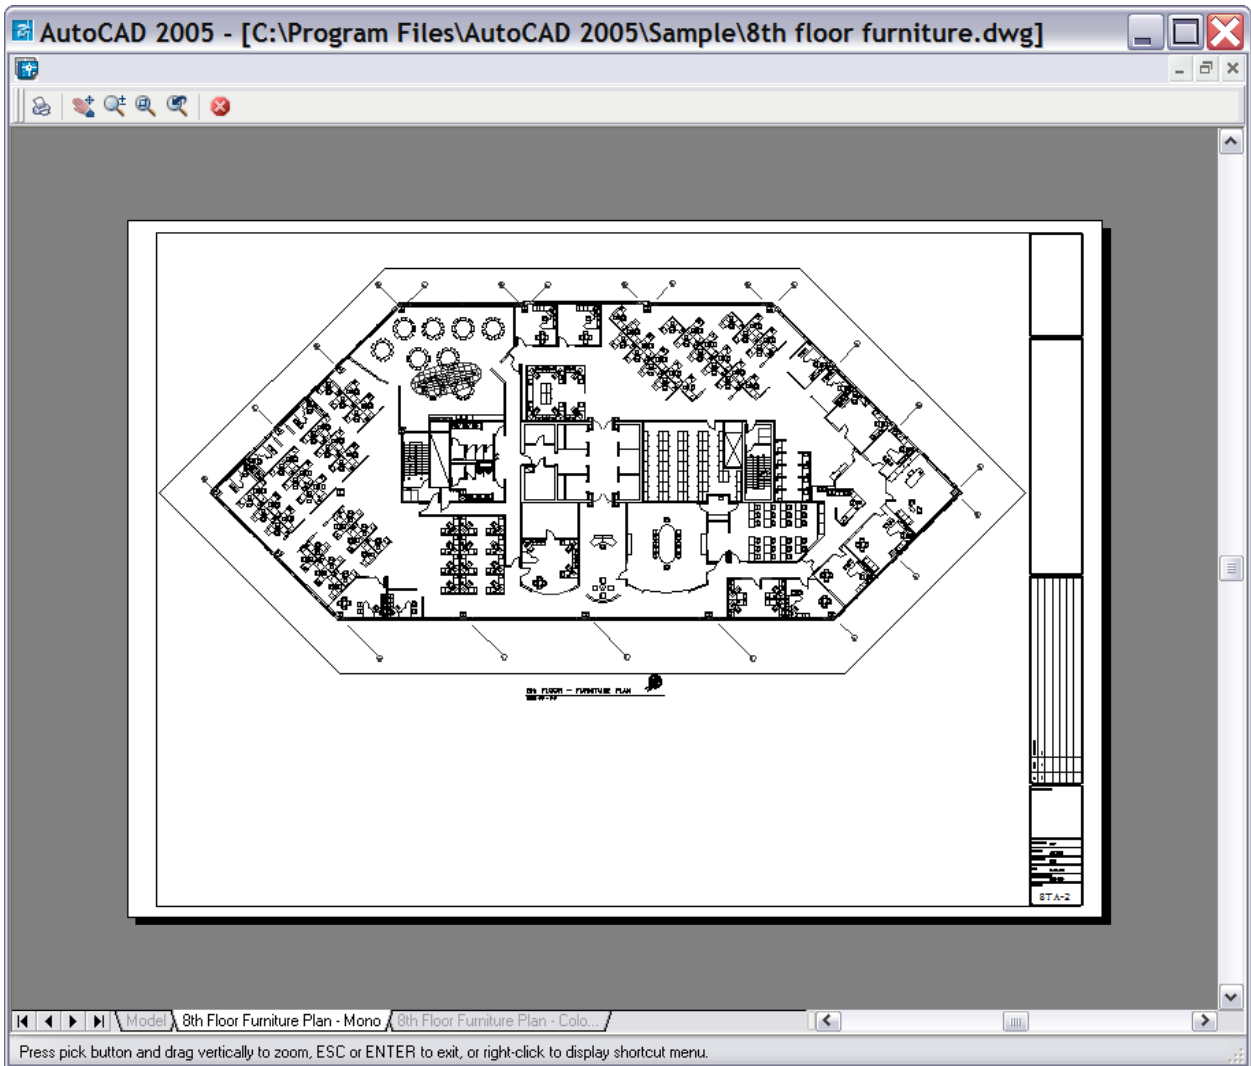 AutoCAD 2005 - [C:\Program Files\AutoCAD 2005\Sample\8th floor furniture.dwg]
8th FLOOR - FURNITURE PLAN
8TA-2
Model
8th Floor Furniture Plan - Mono
8th Floor Furniture Plan - Colo...
Press pick button and drag vertically to zoom, ESC or ENTER to exit, or right-click to display shortcut menu.